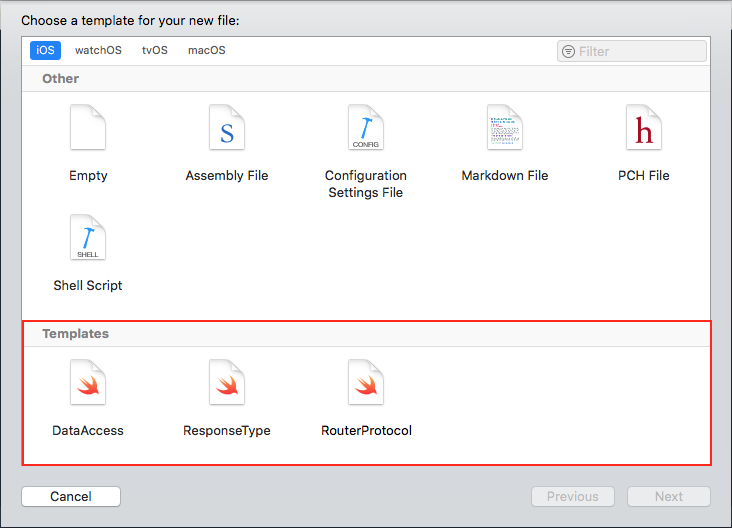 Choose a template for your new file:
iOS watchOS tvOS macOS Filter
Other
S CONFIG h
Empty Assembly File Configuration Settings File Markdown File PCH File
SHELL
Shell Script
Templates
DataAccess ResponseType RouterProtocol
Cancel Previous Next